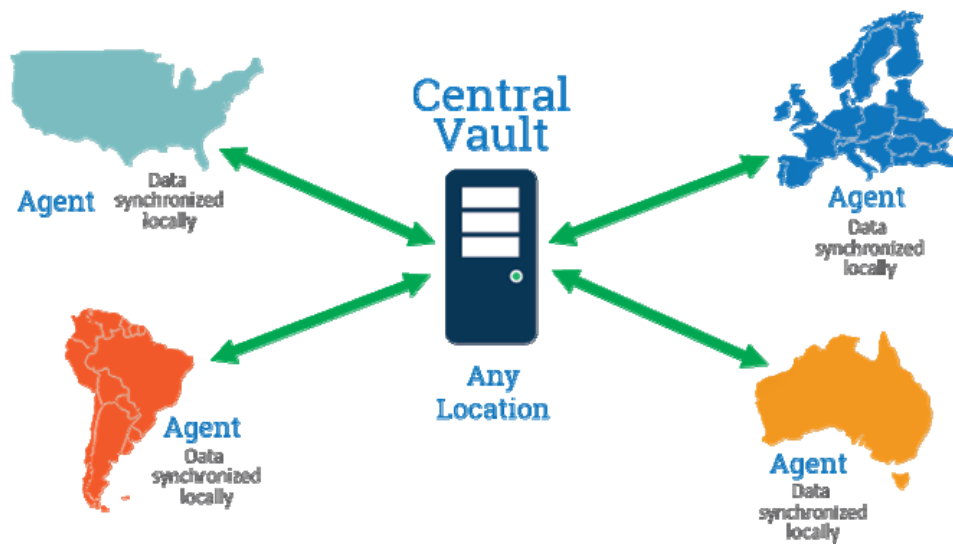 Central
Vault
Agent
Data
synchronized
locally
Agent
Data
synchronized
locally
Any
Location
Agent
Data
synchronized
locally
Agent
Data
synchronized
locally